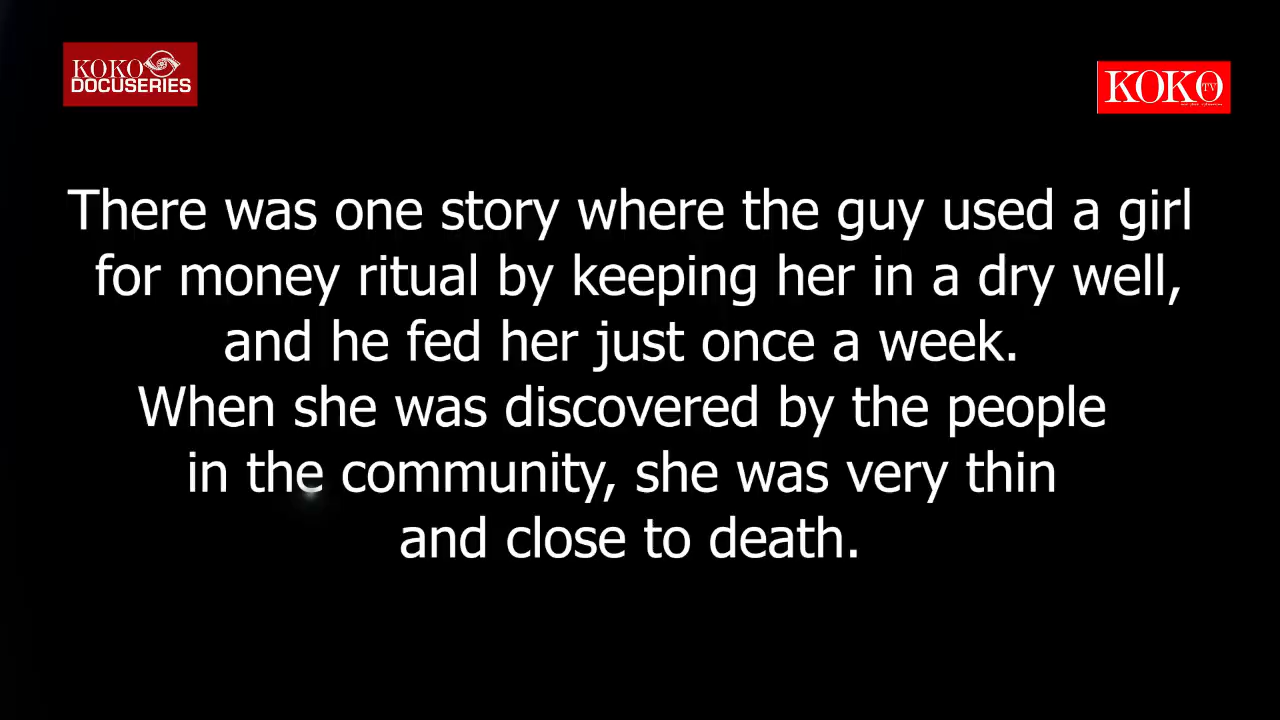 KOKO
DOCUSERIES
KOKO TV
There was one story where the guy used a girl
for money ritual by keeping her in a dry well,
and he fed her just once a week.
When she was discovered by the people
in the community, she was very thin
and close to death.